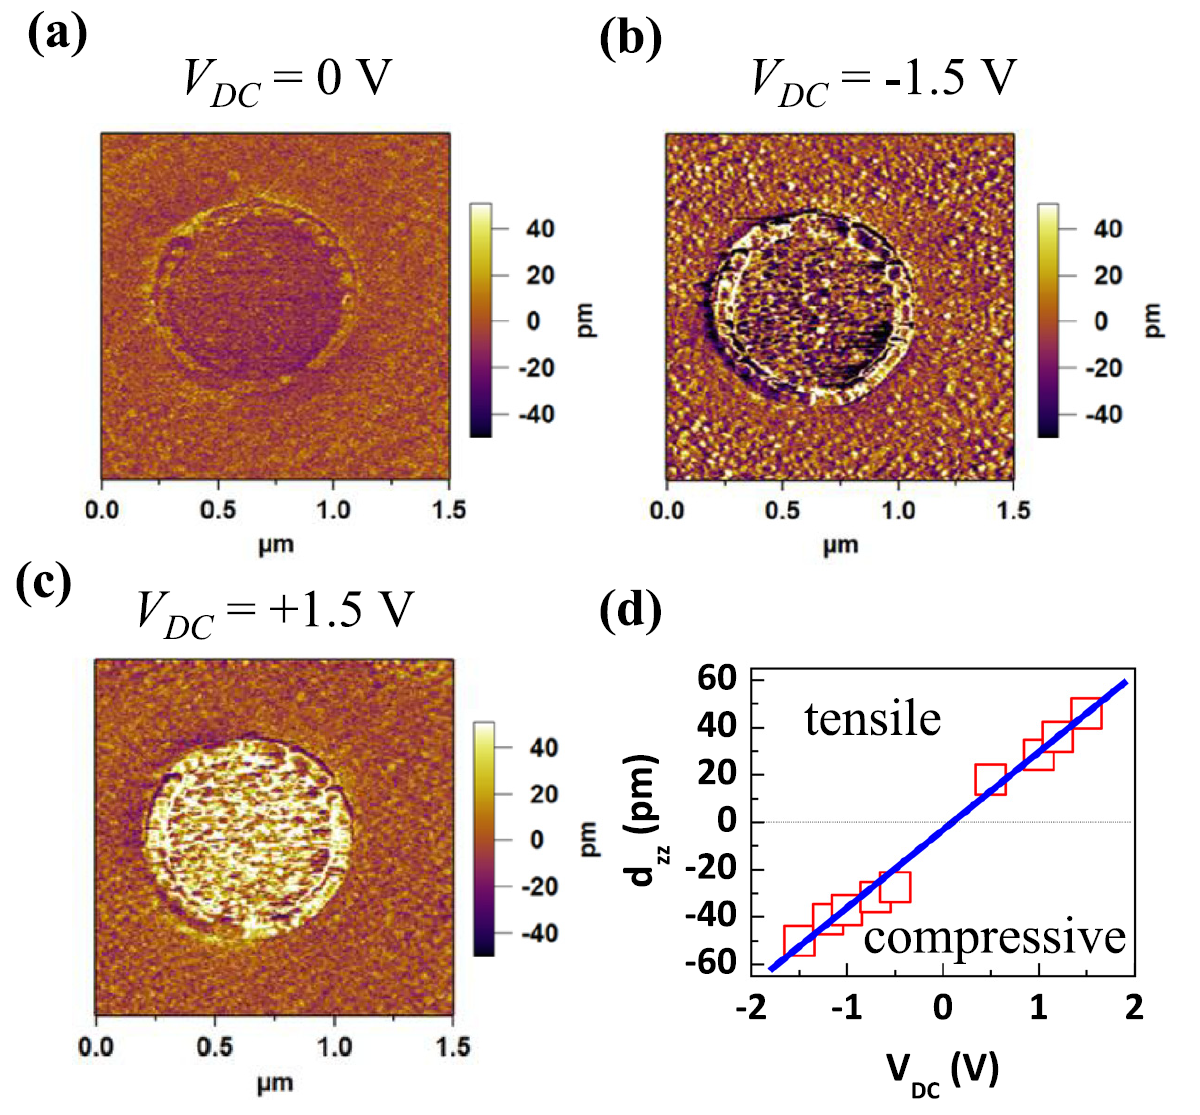 (a)
V_DC = 0 V
40
20
0
-20
-40
pm
0.0 0.5 1.0 1.5
µm
(b)
V_DC = -1.5 V
40
20
0
-20
-40
pm
0.0 0.5 1.0 1.5
µm
(c)
V_DC = +1.5 V
40
20
0
-20
-40
pm
0.0 0.5 1.0 1.5
µm
(d)
60
40
20
0
-20
-40
-60
d_zz (pm)
tensile
compressive
-2 -1 0 1 2
V_DC (V)